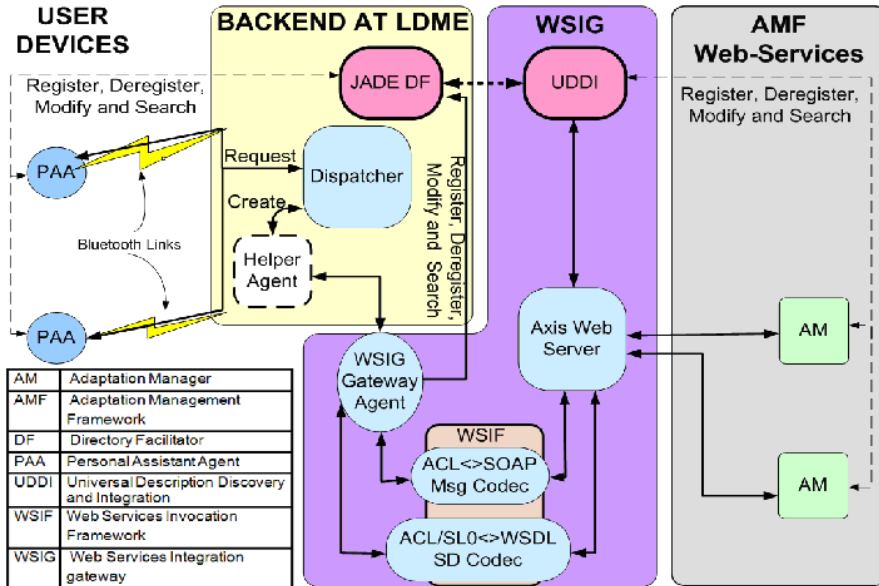 USER
DEVICES
BACKEND AT LDME
WSIG
AMF
Web-Services
Register, Deregister,
Modify and Search
JADE DF
UDDI
Register, Deregister,
Modify and Search
PAA
Request
Dispatcher
Create
Register, Deregister,
Modify and Search
Bluetooth Links
Helper
Agent
PAA
Axis Web
Server
AM
WSIG
Gateway
Agent
WSIF
ACL<>SOAP
Msg Codec
AM
ACL/SL0<>WSDL
SD Codec
AM Adaptation Manager
AMF Adaptation Management
Framework
DF Directory Facilitator
PAA Personal Assistant Agent
UDDI Universal Description Discovery
and Integration
WSIF Web Services Invocation
Framework
WSIG Web Services Integration
gateway